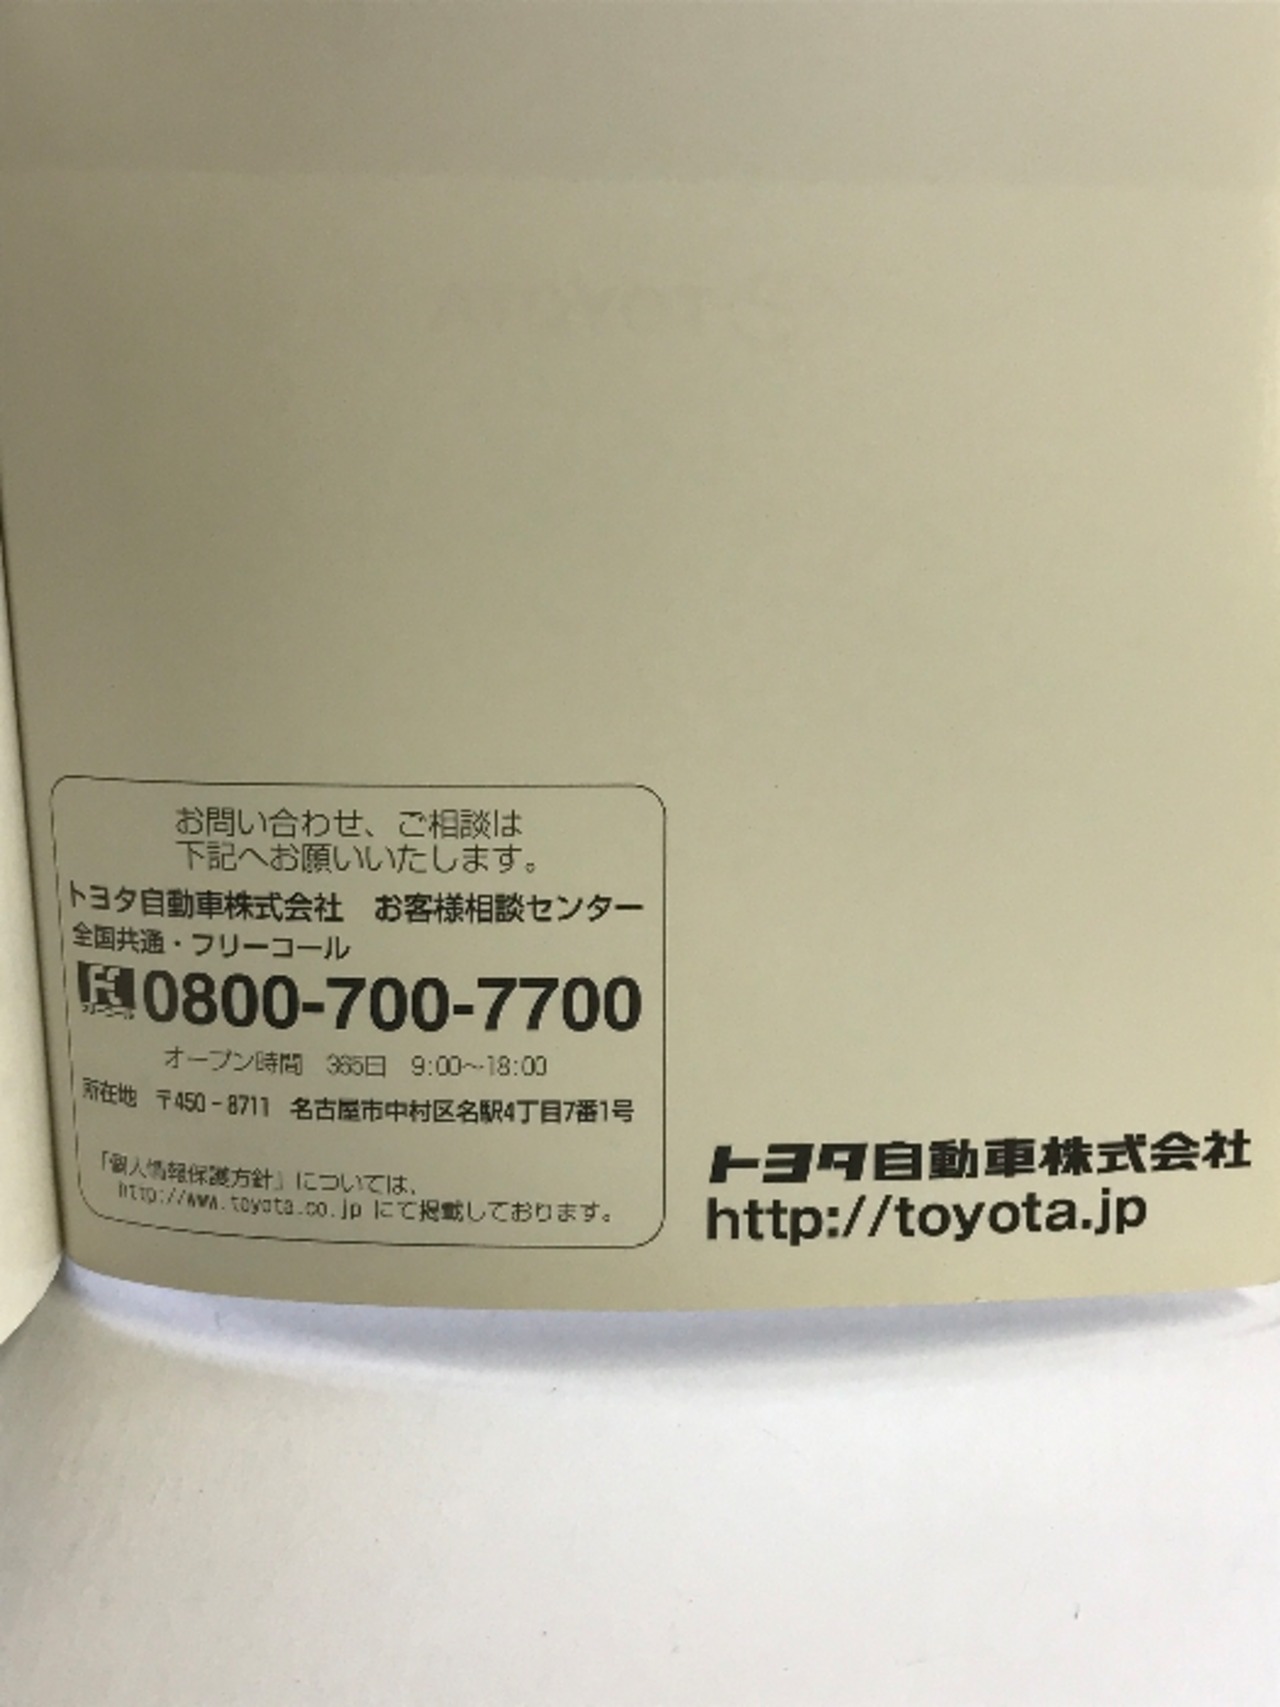 お問い合わせ、ご相談は
下記へお願いいたします。
トヨタ自動車株式会社　お客様相談センター
全国共通・フリーコール
0800-700-7700
オープン時間　365日　9:00〜18:00
所在地　〒450-8711　名古屋市中村区名駅4丁目7番1号
「個人情報保護方針」については、
http://www.toyota.co.jp にて掲載しております。
トヨタ自動車株式会社
http://toyota.jp